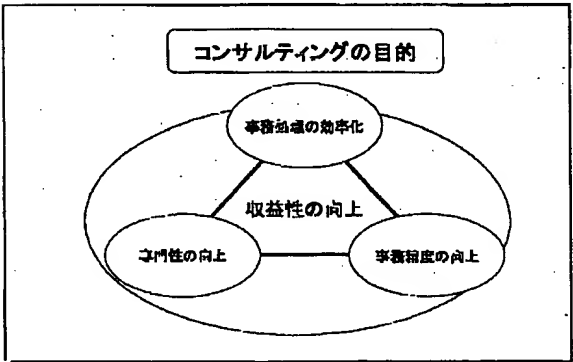 コンサルティングの目的
事務処理の効率化
収益性の向上
専門性の向上
事務精度の向上